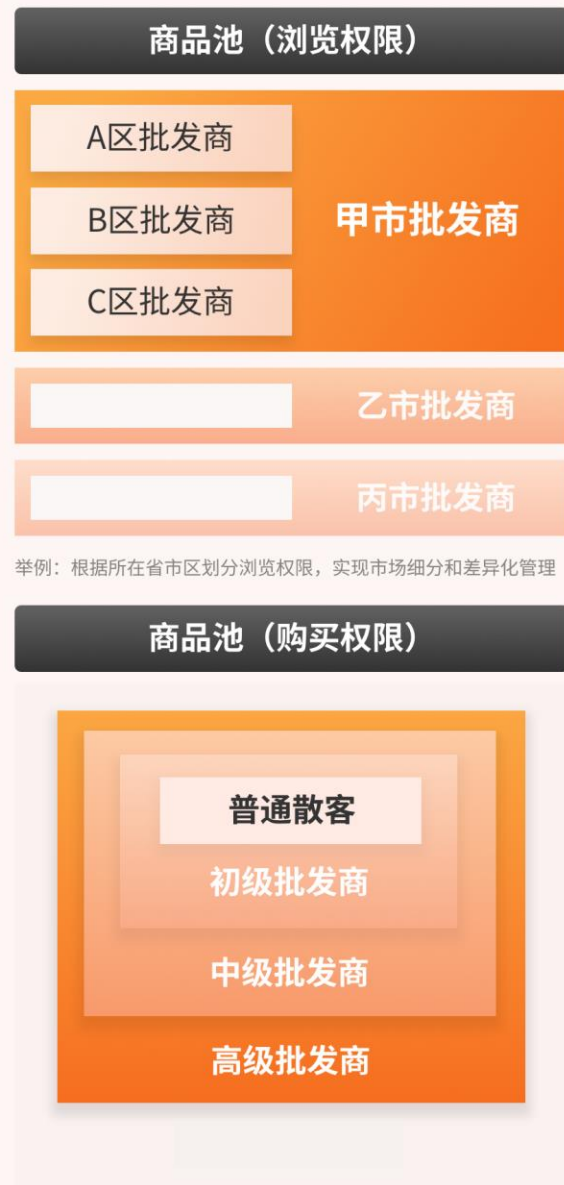 商品池（浏览权限）
A区批发商
B区批发商
甲市批发商
C区批发商
乙市批发商
丙市批发商
举例：根据所在省市区划分浏览权限，实现市场细分和差异化管理
商品池（购买权限）
普通散客
初级批发商
中级批发商
高级批发商